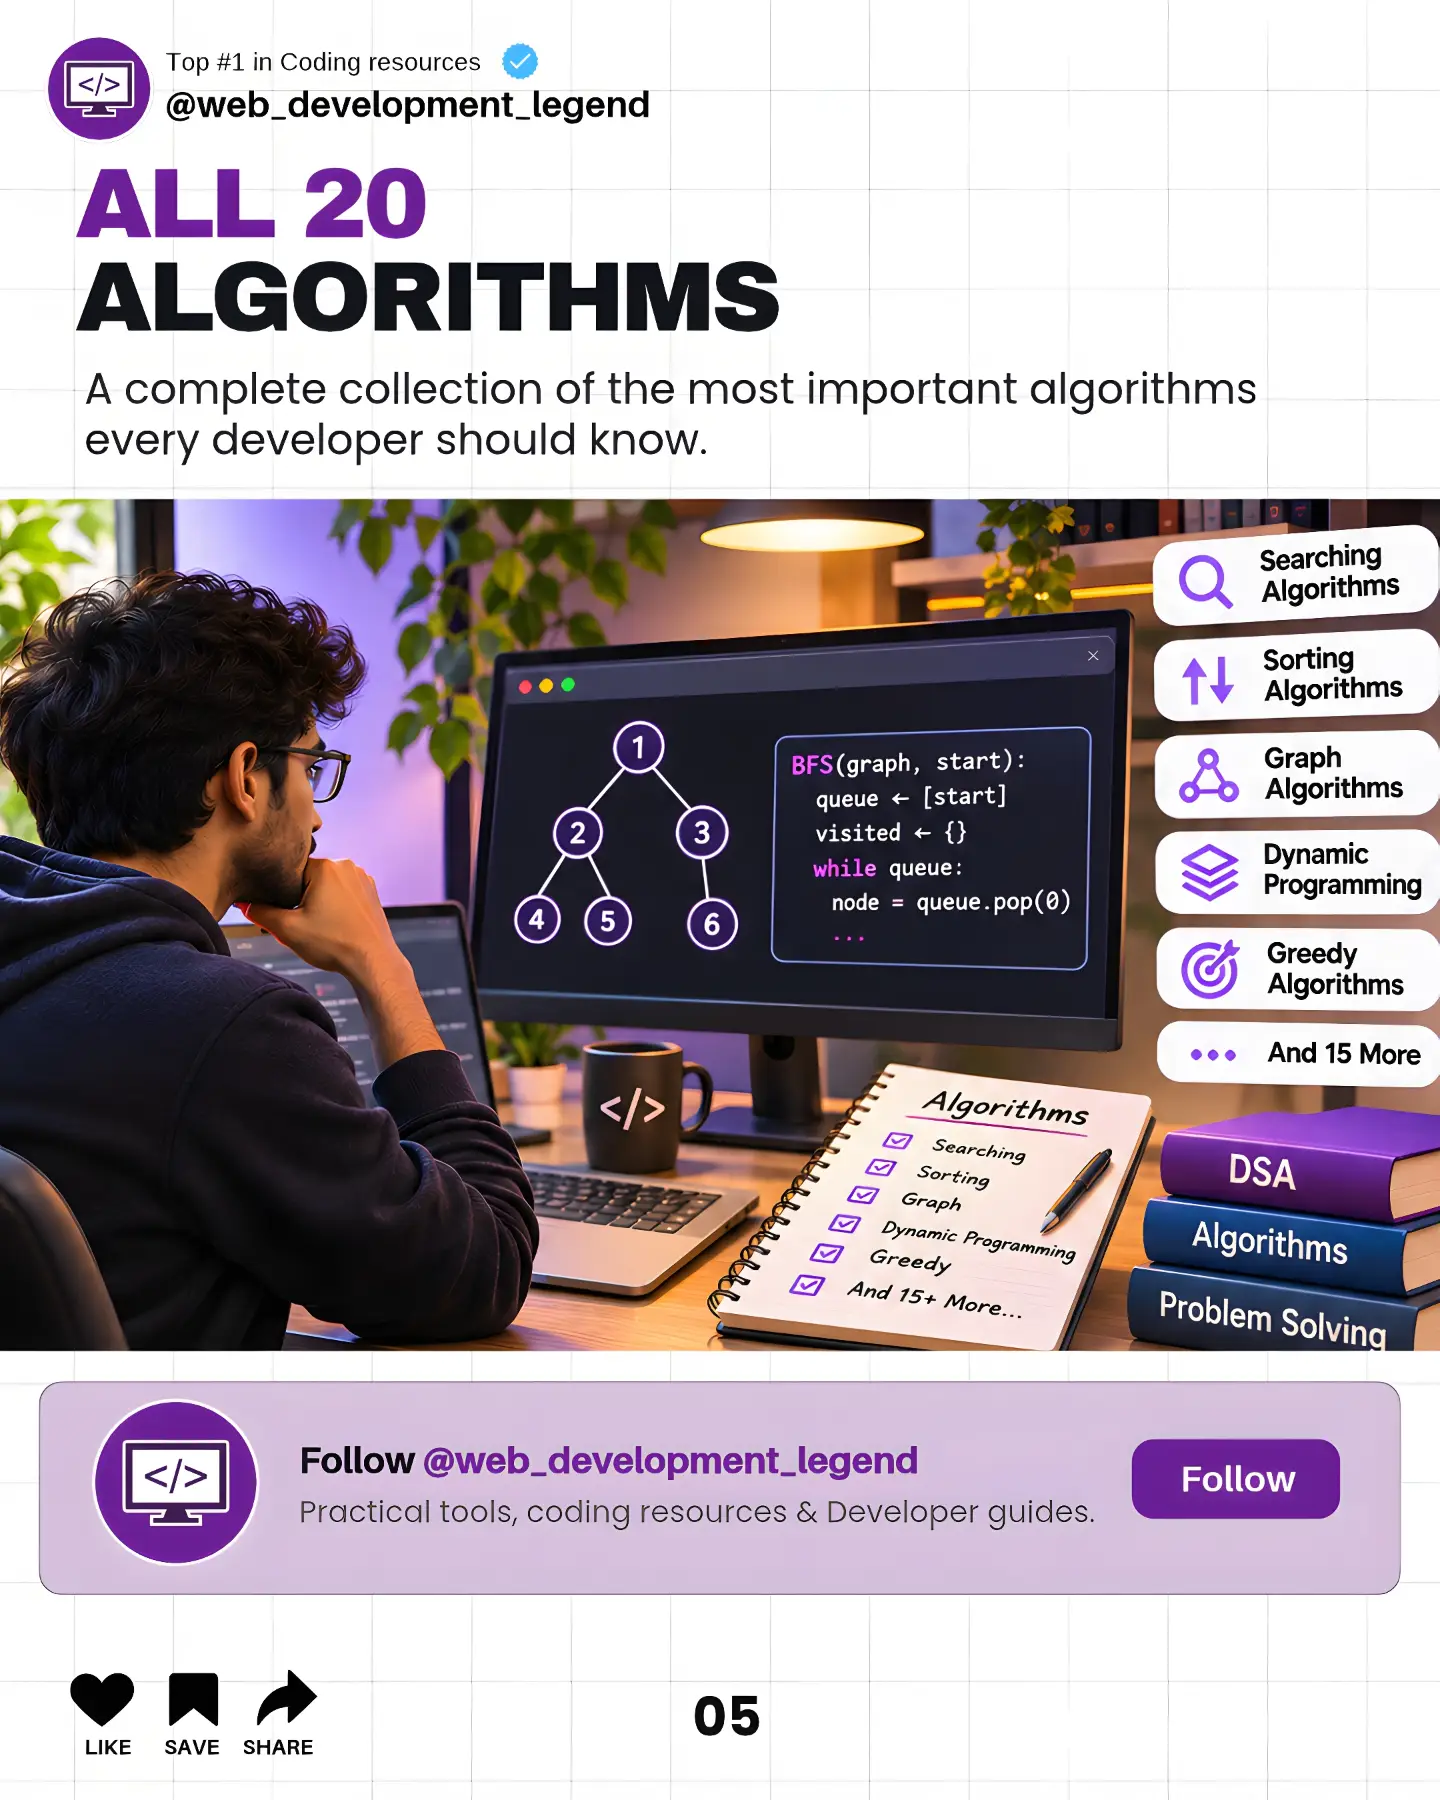 Top #1 in Coding resources
@web_development_legend
ALL 20
ALGORITHMS
A complete collection of the most important algorithms
every developer should know.
</>
1
2
3
4
5
6
BFS(graph, start):
queue ← [start]
visited ← {}
while queue:
node = queue.pop(0)
...
Searching
Algorithms
Sorting
Algorithms
Graph
Algorithms
Dynamic
Programming
Greedy
Algorithms
And 15 More
</>
Algorithms
Searching
Sorting
Graph
Dynamic Programming
Greedy
And 15+ More...
DSA
Algorithms
Problem Solving
</>
Follow @web_development_legend
Practical tools, coding resources & Developer guides.
Follow
LIKE
SAVE
SHARE
05